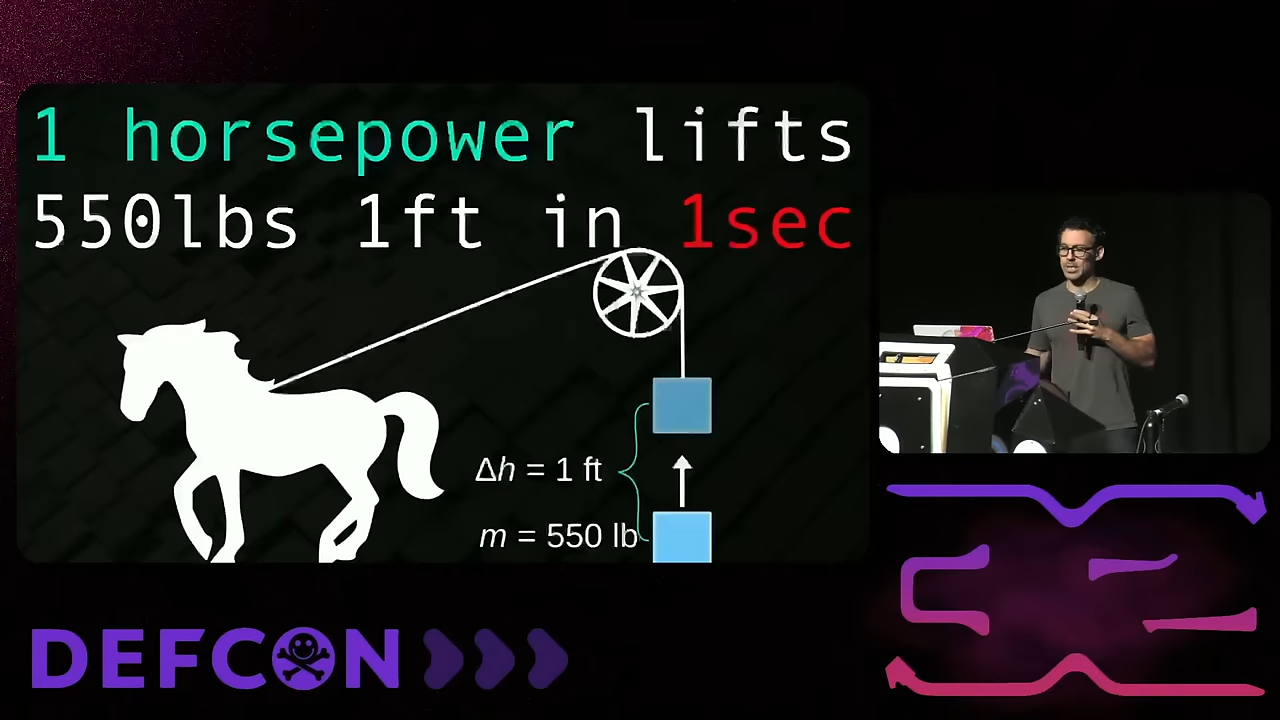 1 horsepower lifts
550lbs 1ft in 1sec
Δh = 1 ft
m = 550 lb
DEFCON